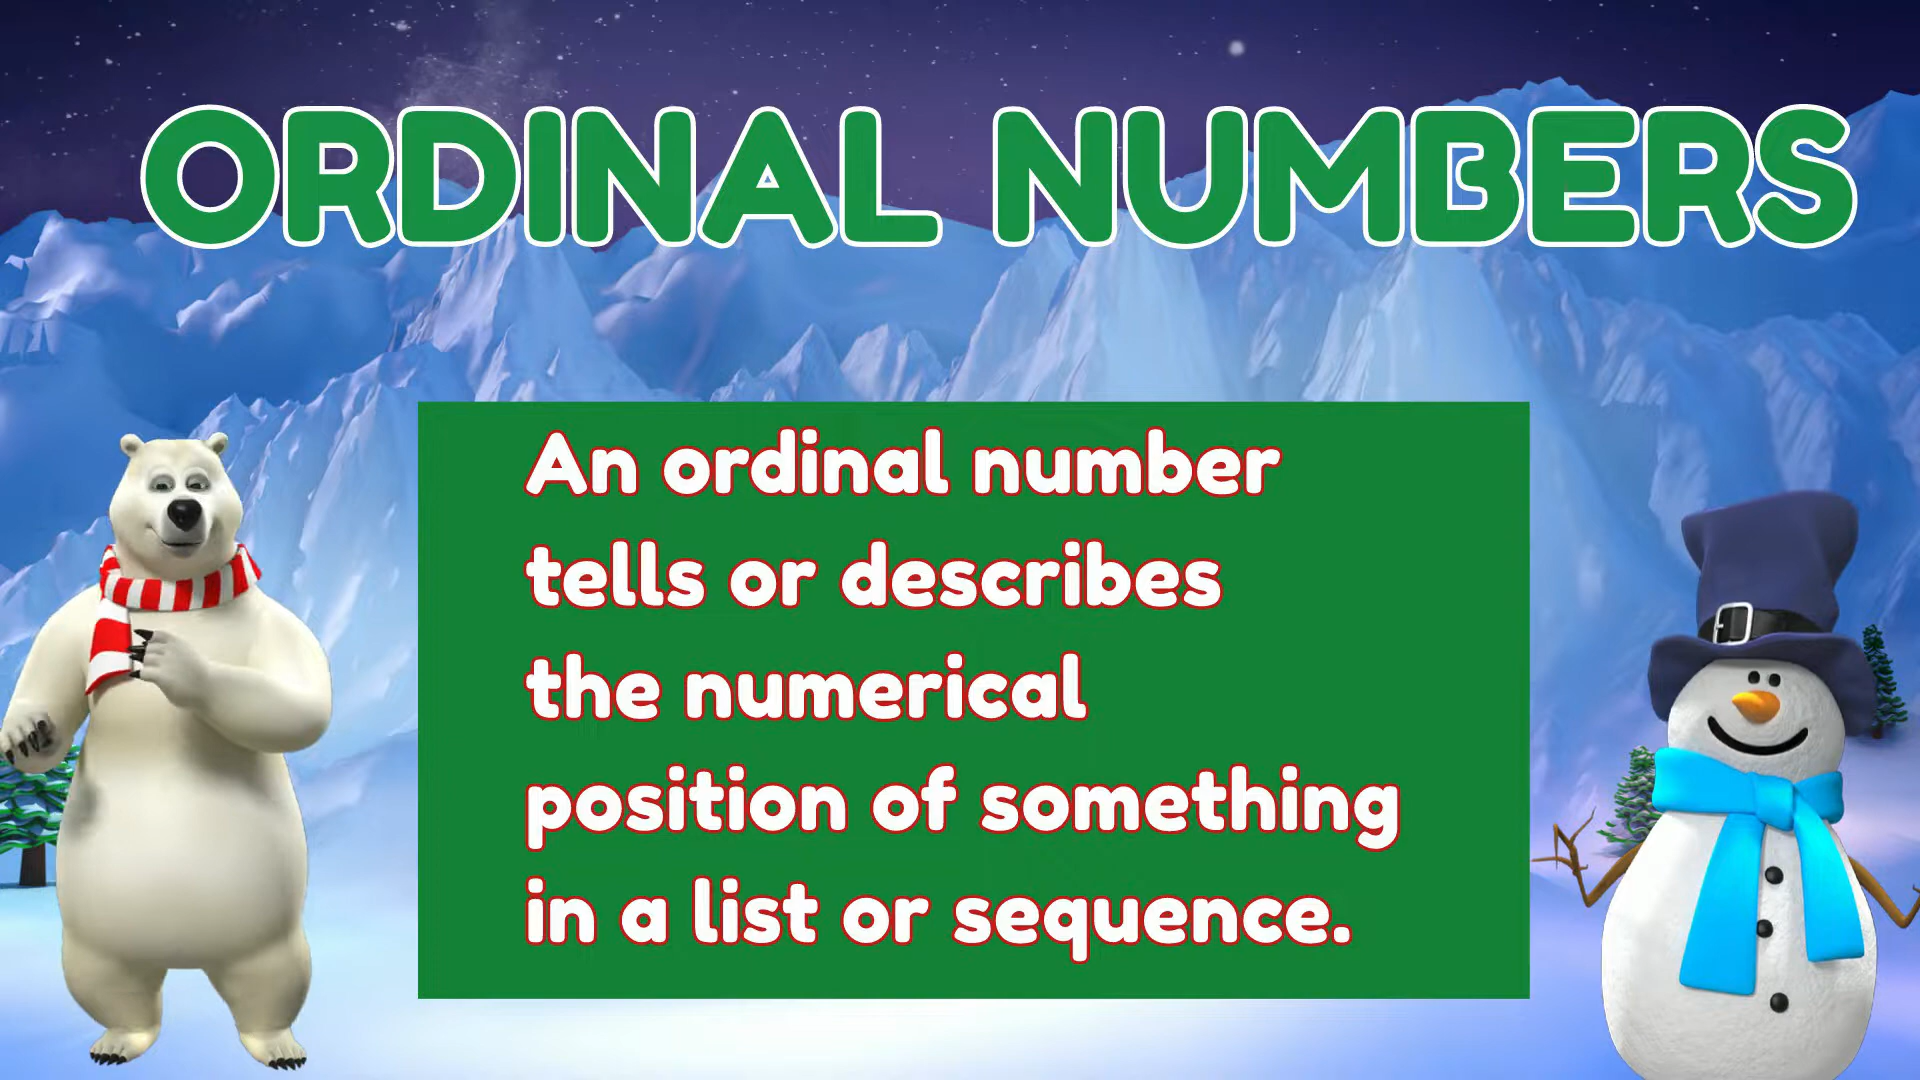 ORDINAL NUMBERS
An ordinal number
tells or describes
the numerical
position of something
in a list or sequence.